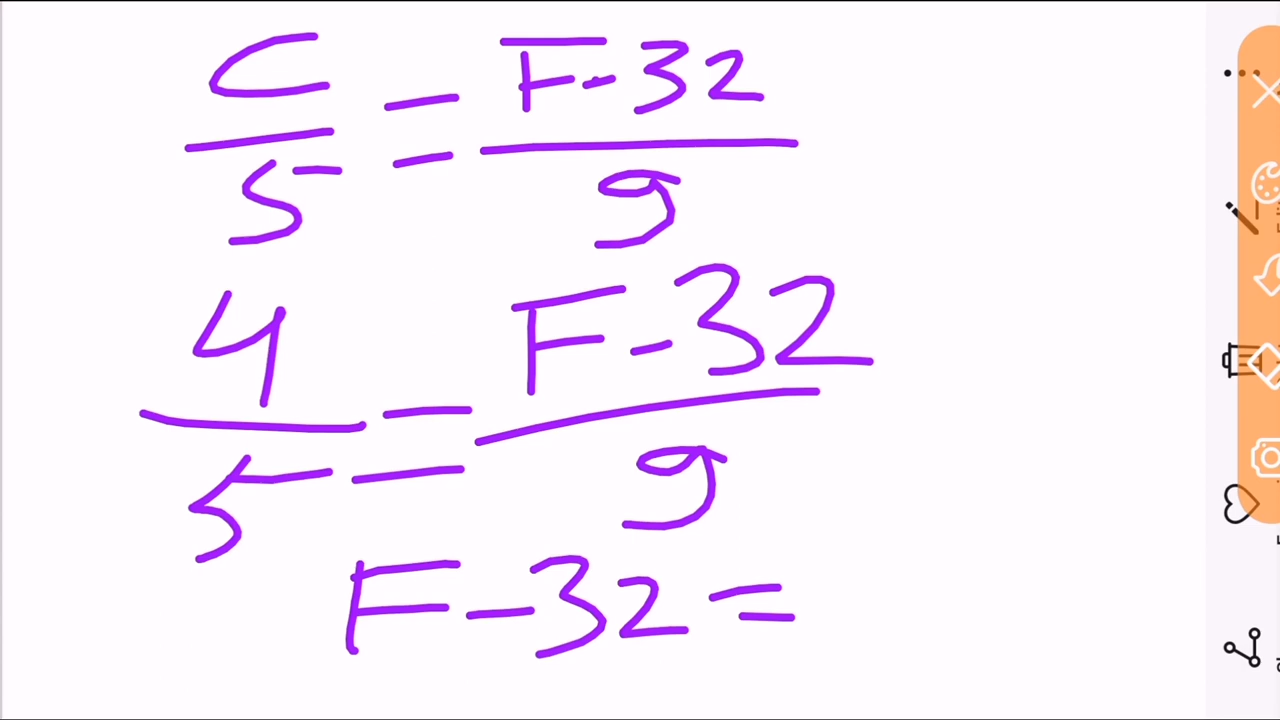 C/5 = F-32/9
4/5 = F-32/9
F-32=